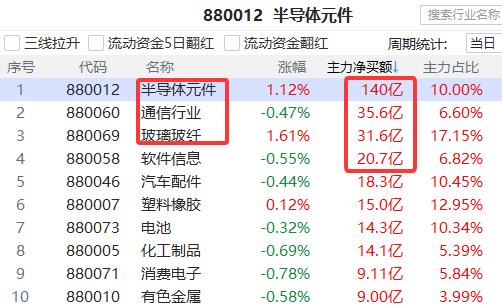 880012 半导体元件
搜索行业名称
三线拉升 流动资金5日翻红 流动资金翻红 周期统计: 当日
序号 代码 名称 涨幅 主力净买额↓ 主力占比
1 880012 半导体元件 1.12% 140亿 10.00%
2 880060 通信行业 -0.47% 35.6亿 6.60%
3 880069 玻璃玻纤 1.61% 31.6亿 17.15%
4 880058 软件信息 -0.55% 20.7亿 6.82%
5 880046 汽车配件 -0.44% 18.3亿 10.45%
6 880007 塑料橡胶 0.12% 15.0亿 12.95%
7 880073 电池 -0.32% 14.3亿 10.34%
8 880005 化工制品 -0.69% 14.1亿 5.39%
9 880071 消费电子 -0.78% 9.11亿 5.84%
10 880010 有色金属 -0.58% 9.00亿 3.99%